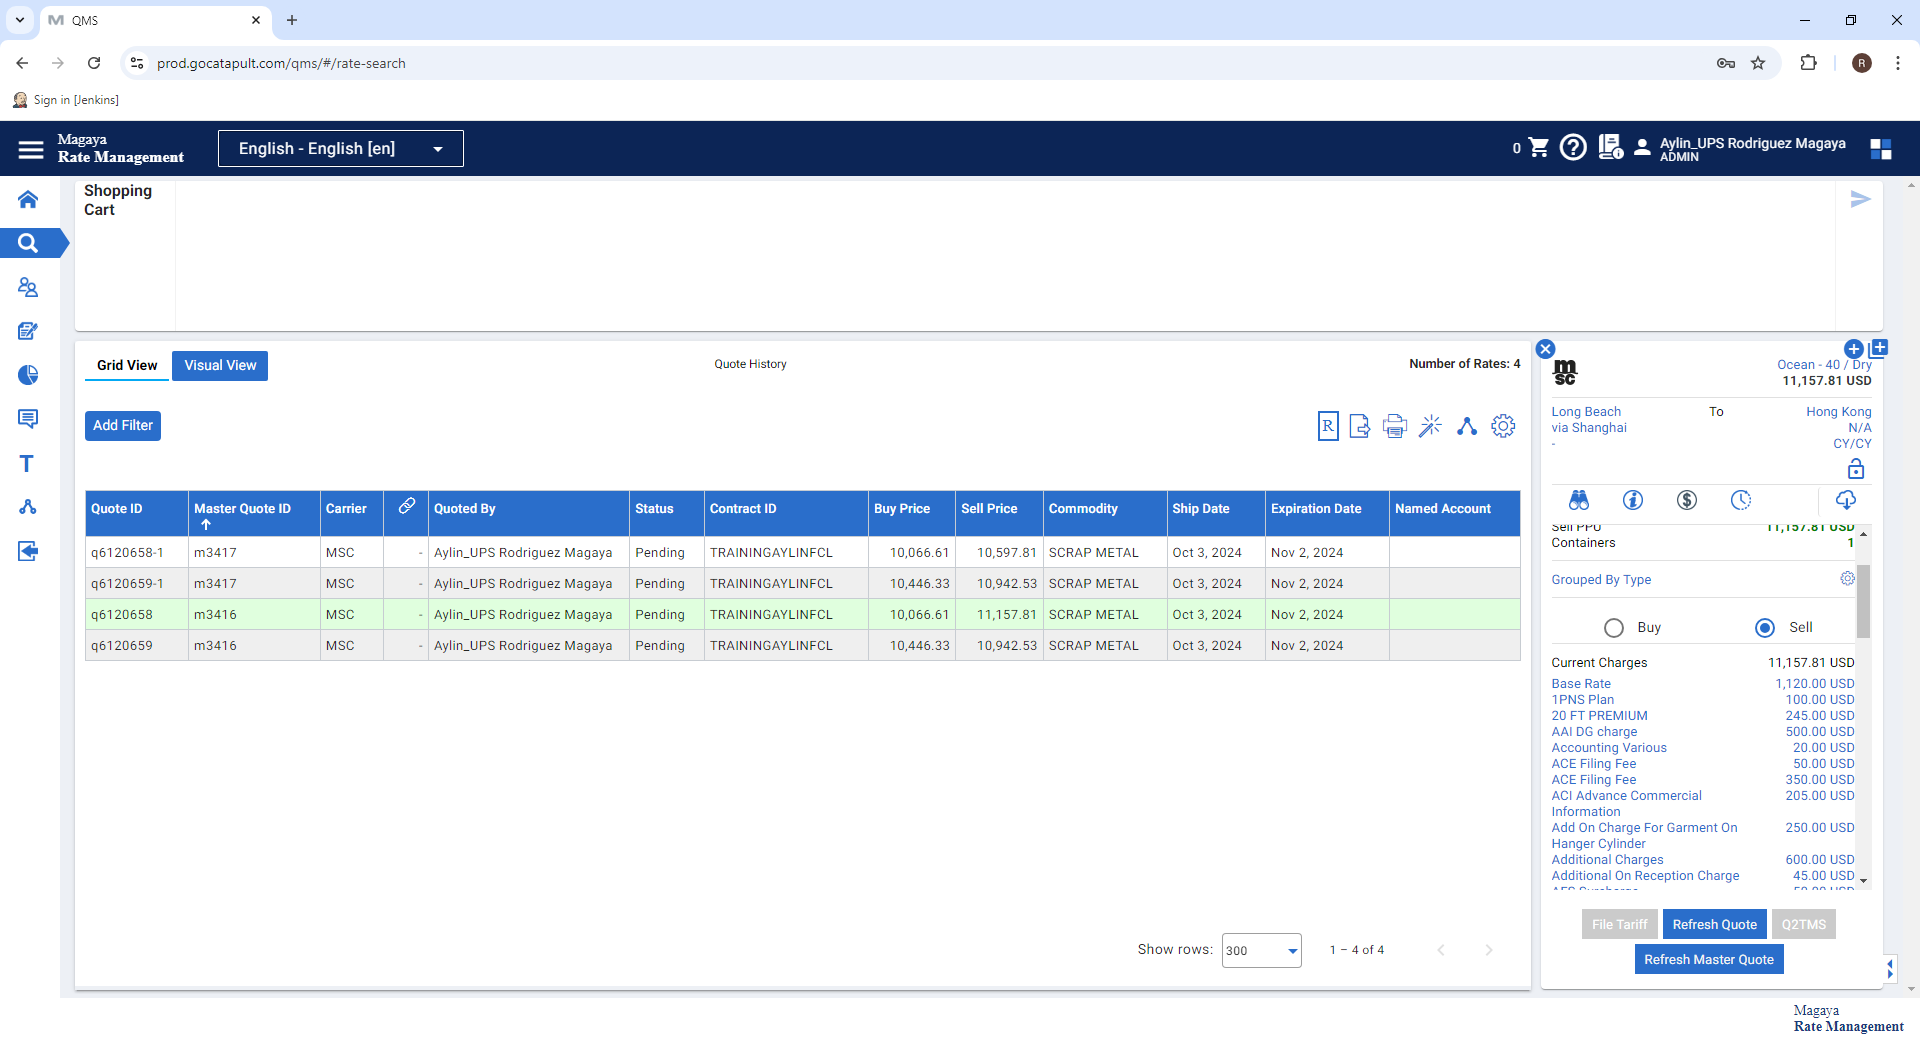 QMS
prod.gocatapult.com/qms/#/rate-search
R
Sign in [Jenkins]
Magaya
Rate Management
English - English [en]
0
Aylin_UPS Rodriguez Magaya
ADMIN
Shopping
Cart
Grid View
Visual View
Quote History
Number of Rates: 4
Add Filter
R
Quote ID Master Quote ID Carrier Quoted By Status Contract ID Buy Price Sell Price Commodity Ship Date Expiration Date Named Account
q6120658-1 m3417 MSC - Aylin_UPS Rodriguez Magaya Pending TRAININGAYLINFCL 10,066.61 10,597.81 SCRAP METAL Oct 3, 2024 Nov 2, 2024
q6120659-1 m3417 MSC - Aylin_UPS Rodriguez Magaya Pending TRAININGAYLINFCL 10,446.33 10,942.53 SCRAP METAL Oct 3, 2024 Nov 2, 2024
q6120658 m3416 MSC - Aylin_UPS Rodriguez Magaya Pending TRAININGAYLINFCL 10,066.61 11,157.81 SCRAP METAL Oct 3, 2024 Nov 2, 2024
q6120659 m3416 MSC - Aylin_UPS Rodriguez Magaya Pending TRAININGAYLINFCL 10,446.33 10,942.53 SCRAP METAL Oct 3, 2024 Nov 2, 2024
Show rows: 300 1 – 4 of 4
msc
Ocean - 40 / Dry
11,157.81 USD
Long Beach To Hong Kong
via Shanghai N/A
- CY/CY
Sell PPU 11,157.81 USD
Containers 1
Grouped By Type
Buy Sell
Current Charges 11,157.81 USD
Base Rate 1,120.00 USD
1PNS Plan 100.00 USD
20 FT PREMIUM 245.00 USD
AAI DG charge 500.00 USD
Accounting Various 20.00 USD
ACE Filing Fee 50.00 USD
ACE Filing Fee 350.00 USD
ACI Advance Commercial 205.00 USD
Information
Add On Charge For Garment On 250.00 USD
Hanger Cylinder
Additional Charges 600.00 USD
Additional On Reception Charge 45.00 USD
File Tariff
Refresh Quote
Q2TMS
Refresh Master Quote
Magaya
Rate Management